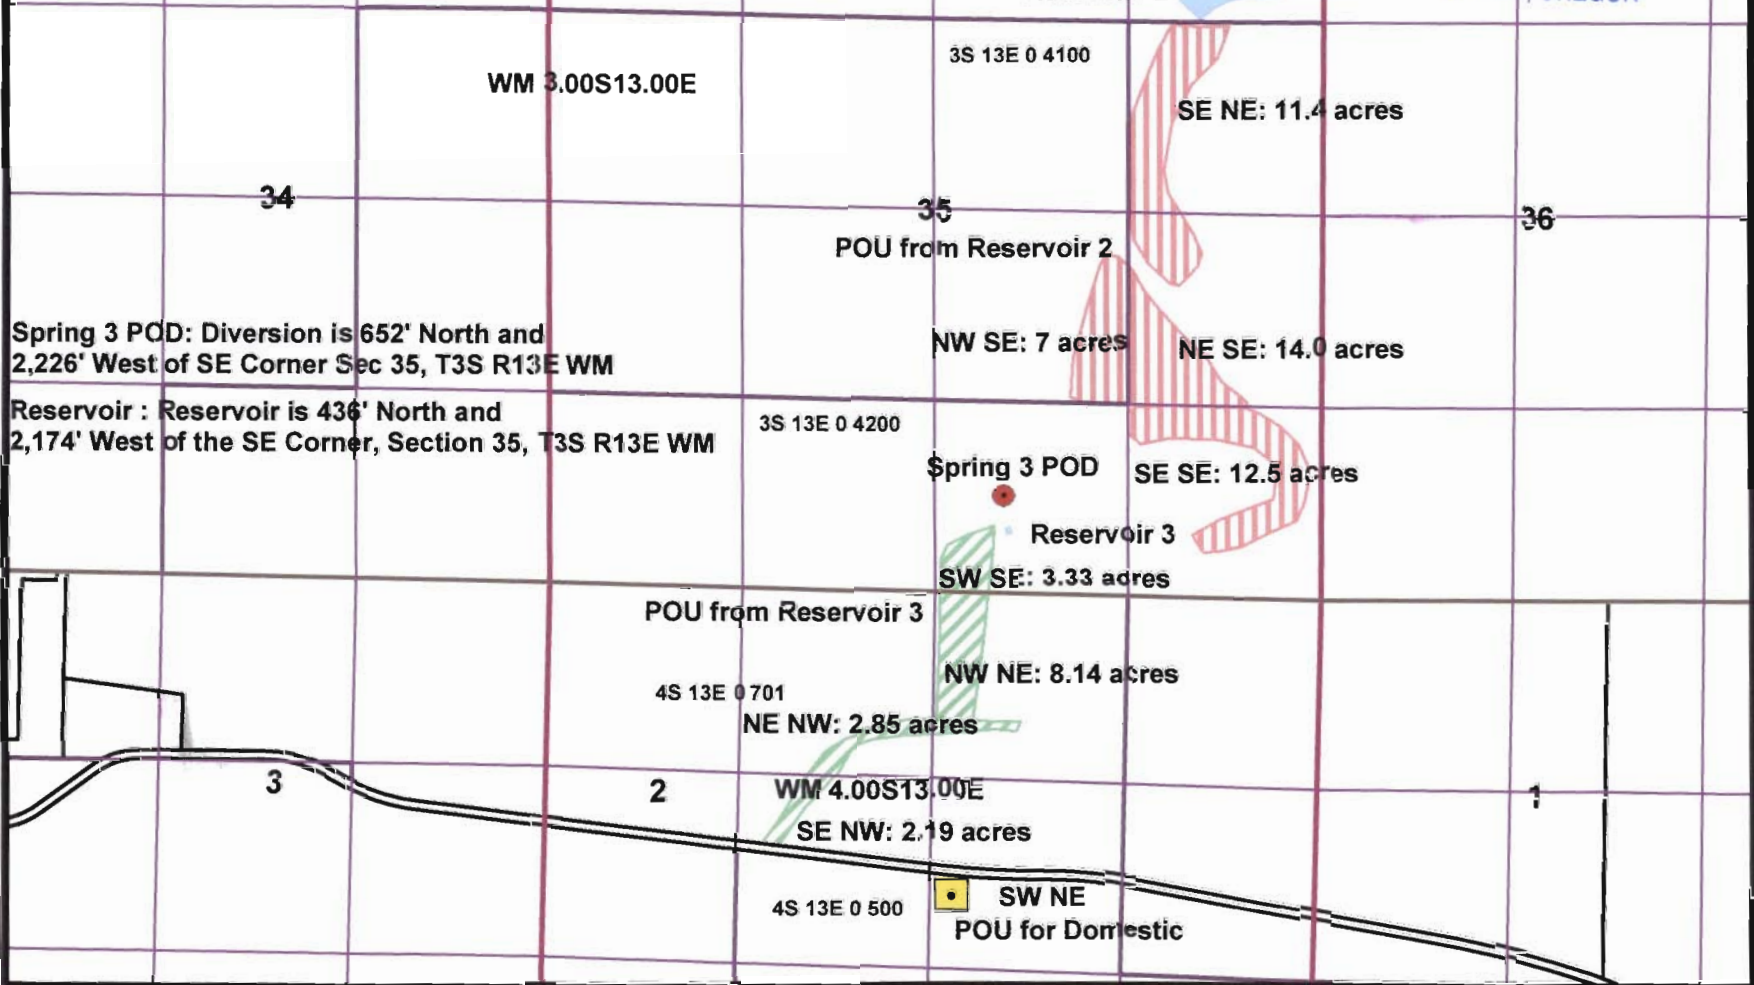 3S 13E 0 4100
WM 3.00S13.00E
SE NE: 11.4 acres
34
35
36
POU from Reservoir 2
Spring 3 POD: Diversion is 652' North and
2,226' West of SE Corner Sec 35, T3S R13E WM
NW SE: 7 acres
NE SE: 14.0 acres
Reservoir : Reservoir is 436' North and
2,174' West of the SE Corner, Section 35, T3S R13E WM
3S 13E 0 4200
Spring 3 POD
SE SE: 12.5 acres
Reservoir 3
SW SE: 3.33 acres
POU from Reservoir 3
NW NE: 8.14 acres
4S 13E 0 701
NE NW: 2.85 acres
3
2
WM 4.00S13.00E
1
SE NW: 2.19 acres
SW NE
4S 13E 0 500
POU for Domestic